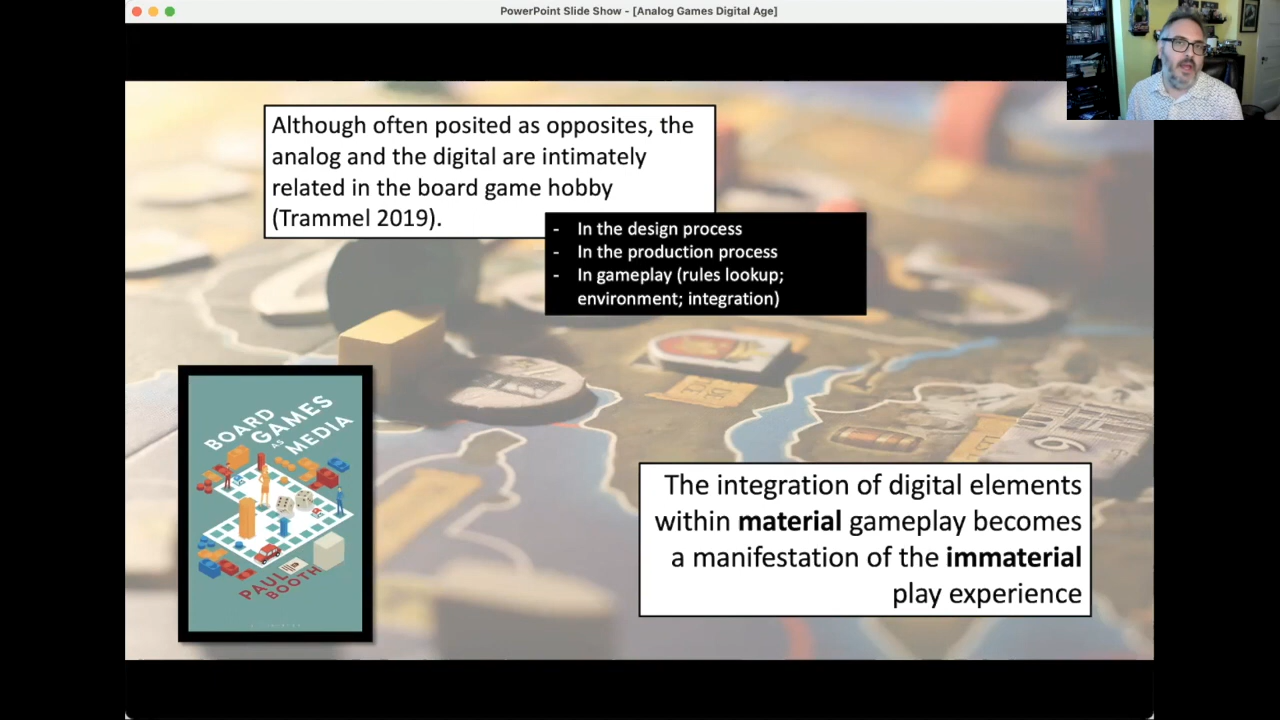 PowerPoint Slide Show - [Analog Games Digital Age]
Although often posited as opposites, the
analog and the digital are intimately
related in the board game hobby
(Trammel 2019).
- In the design process
- In the production process
- In gameplay (rules lookup;
environment; integration)
BOARD
GAMES
AS
MEDIA
PAUL
BOOTH
The integration of digital elements
within material gameplay becomes
a manifestation of the immaterial
play experience